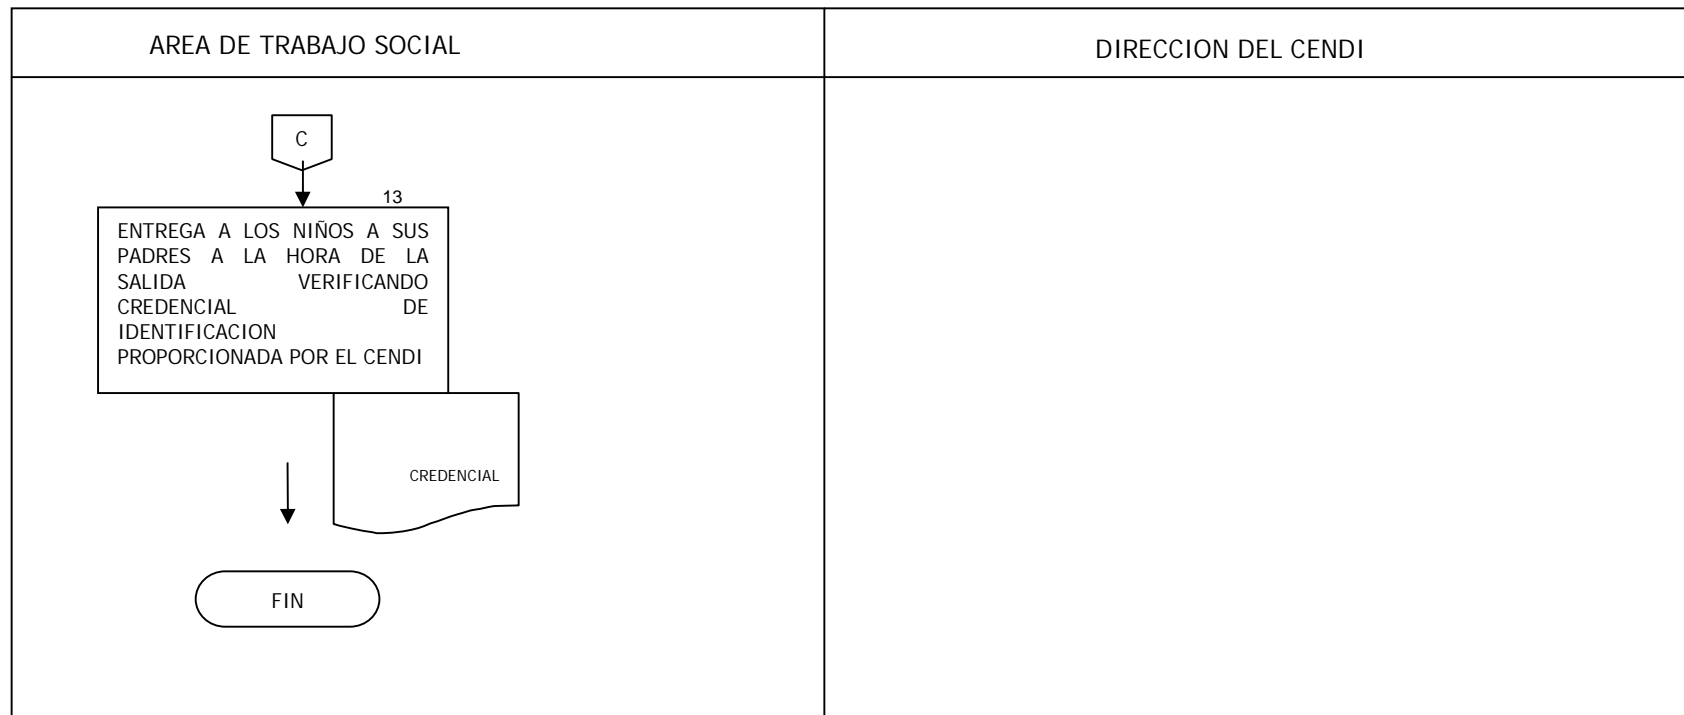 AREA DE TRABAJO SOCIAL
DIRECCION DEL CENDI
C
13
ENTREGA A LOS NIÑOS A SUS
PADRES A LA HORA DE LA
SALIDA VERIFICANDO
CREDENCIAL DE
IDENTIFICACION
PROPORCIONADA POR EL CENDI
CREDENCIAL
FIN